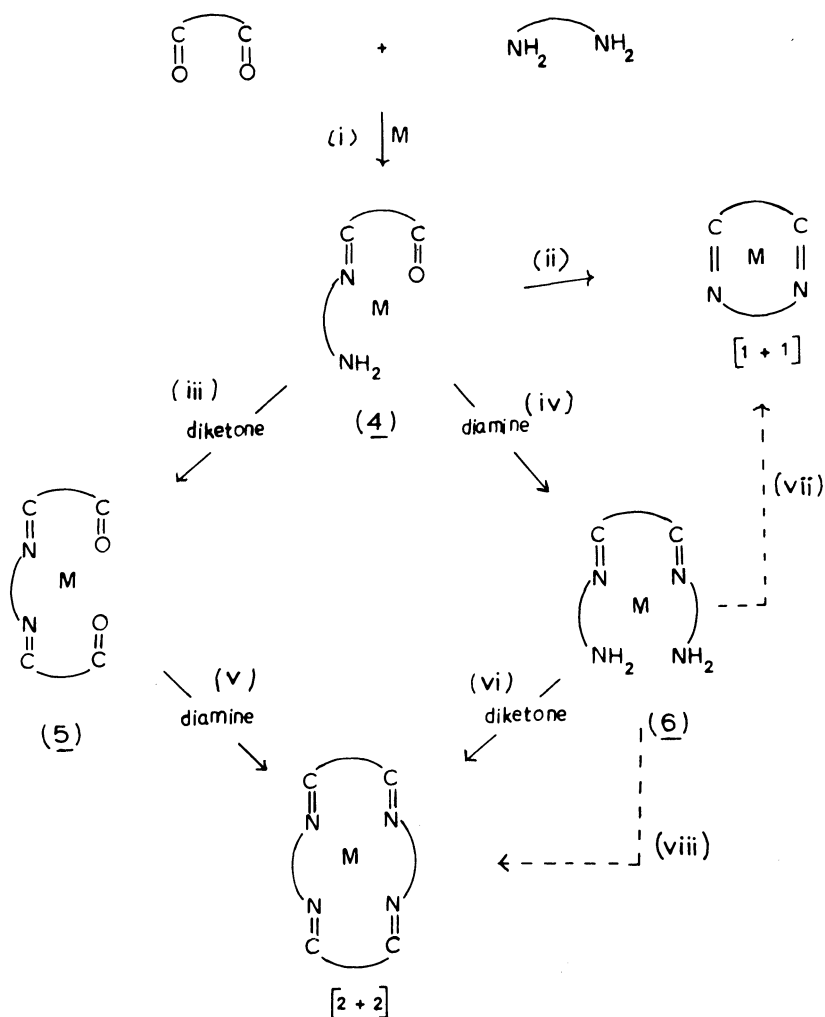 C C
O O
+
NH2 NH2
(i) M
C C
N O
M
NH2
(4)
(ii)
C C
M
N N
[1 + 1]
(iii)
diketone
(iv)
diamine
(vii)
C C
N O
M
N O
C C
(5)
C C
N N
M
NH2 NH2
(6)
(v)
diamine
(vi)
diketone
(viii)
C C
N N
M
N N
C C
[2 + 2]